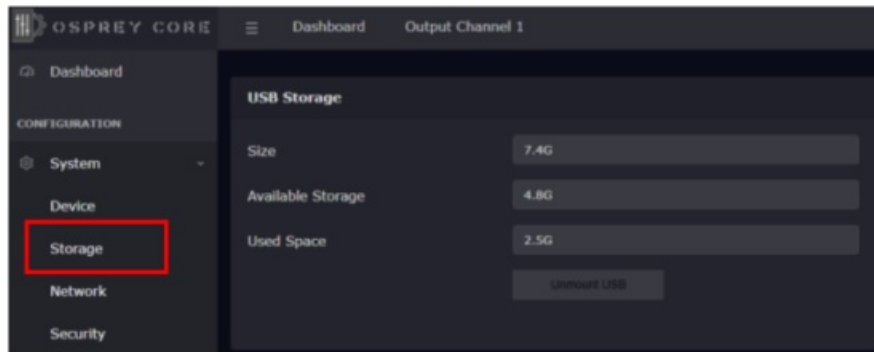 OSPREY CORE
Dashboard
Output Channel 1
Dashboard
CONFIGURATION
System
Device
Storage
Network
Security
USB Storage
Size
7.4G
Available Storage
4.8G
Used Space
2.5G
Unmount USB